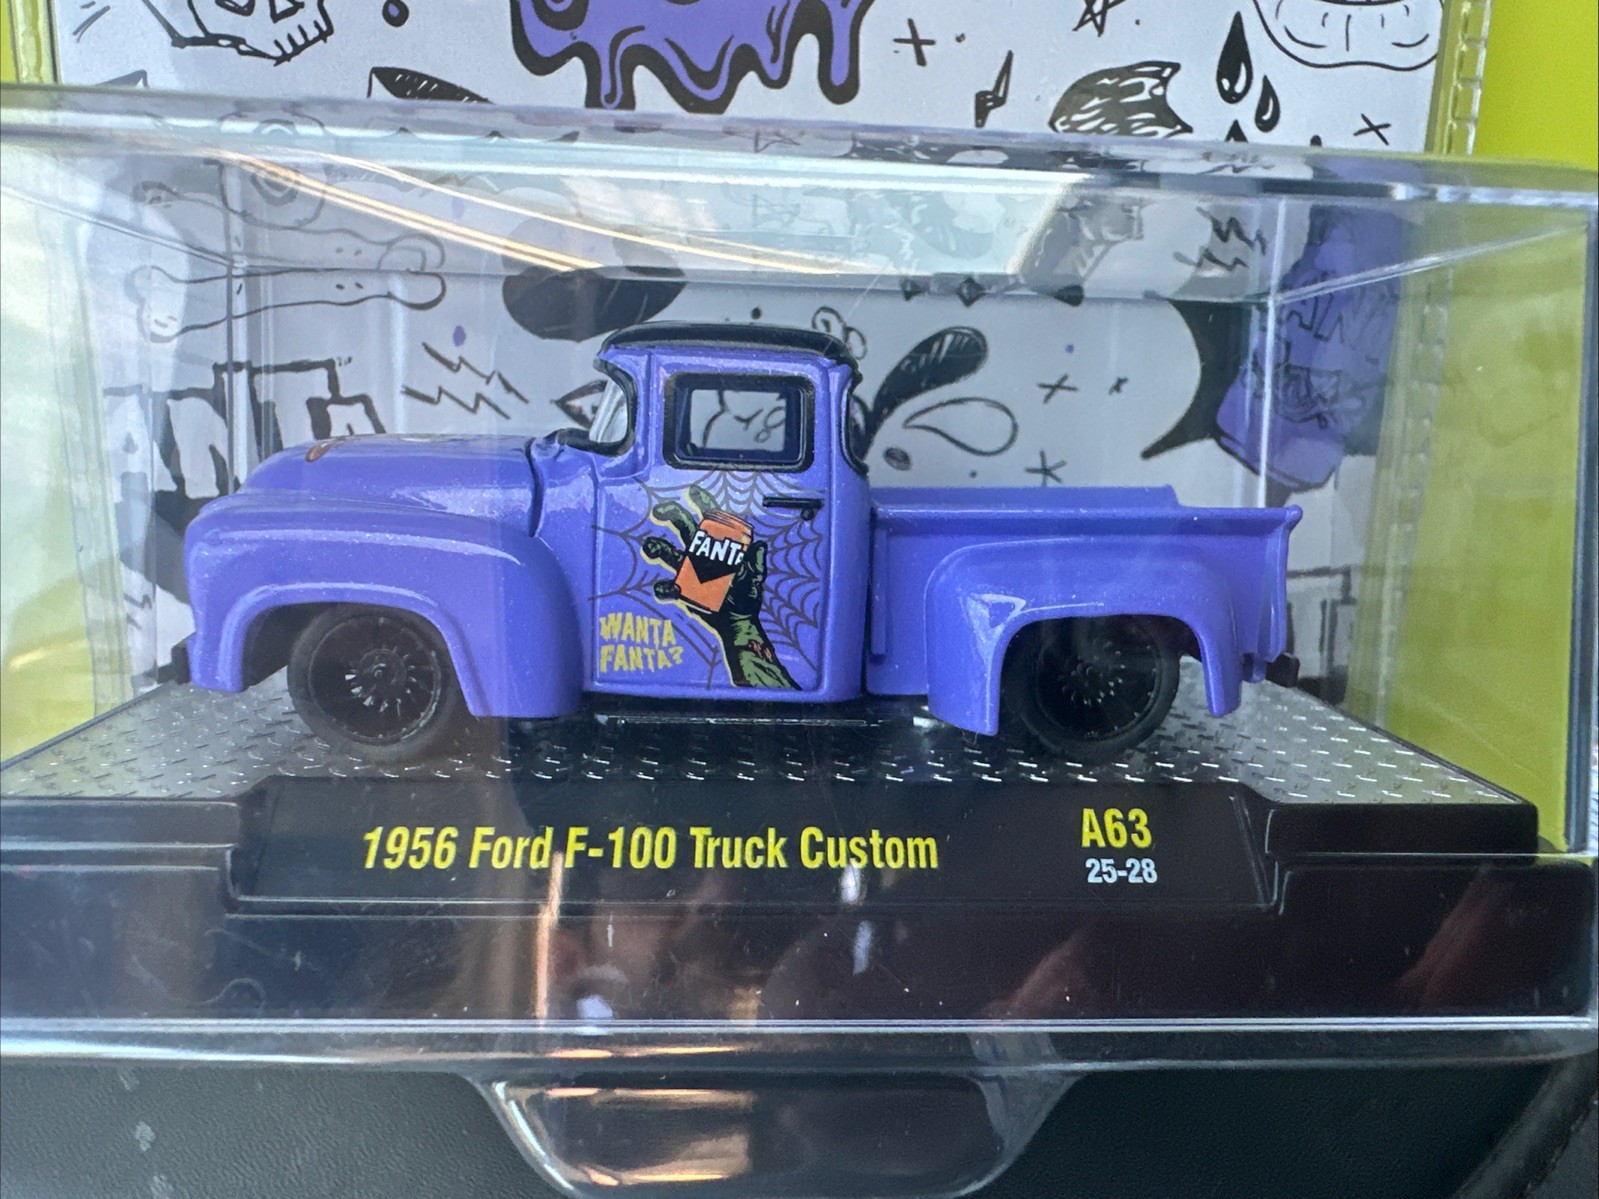 FANTA
WANTA
FANTA?
1956 Ford F-100 Truck Custom
A63
25-28